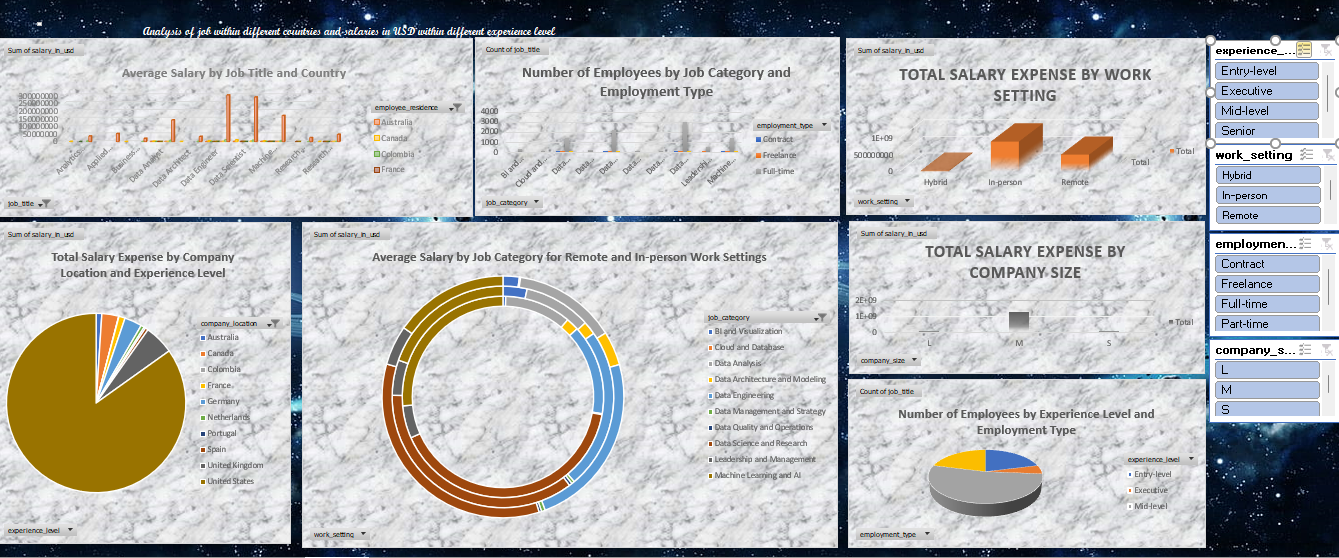 Analysis of job within different countries and salaries in USD within different experience level
Sum of salary_in_usd
Average Salary by Job Title and Country
300000000
250000000
200000000
150000000
100000000
50000000
0
Analytics...
Applied...
Business...
Data Analyst
Data Architect
Data Engineer
Data Scientist
Machine...
Research...
Research...
employee_residence
Australia
Canada
Colombia
France
job_title
Count of job_title
Number of Employees by Job Category and
Employment Type
4000
3000
2000
1000
0
BI and...
Cloud and...
Data...
Data...
Data...
Data...
Data...
Data...
Leadershi...
Machine...
employment_type
Contract
Freelance
Full-time
job_category
Sum of salary_in_usd
TOTAL SALARY EXPENSE BY WORK
SETTING
1E+09
500000000
0
Hybrid
In-person
Remote
Total
Total
work_setting
experience_...
Entry-level
Executive
Mid-level
Senior
work_setting
Hybrid
In-person
Remote
employmen...
Contract
Freelance
Full-time
Part-time
company_s...
L
M
S
Sum of salary_in_usd
Total Salary Expense by Company
Location and Experience Level
company_location
Australia
Canada
Colombia
France
Germany
Netherlands
Portugal
Spain
United Kingdom
United States
experience_level
Sum of salary_in_usd
Average Salary by Job Category for Remote and In-person Work Settings
job_category
BI and Visualization
Cloud and Database
Data Analysis
Data Architecture and Modeling
Data Engineering
Data Management and Strategy
Data Quality and Operations
Data Science and Research
Leadership and Management
Machine Learning and AI
work_setting
Sum of salary_in_usd
TOTAL SALARY EXPENSE BY
COMPANY SIZE
2E+09
1E+09
0
L
M
S
Total
company_size
Count of job_title
Number of Employees by Experience Level and
Employment Type
experience_level
Entry-level
Executive
Mid-level
employment_type